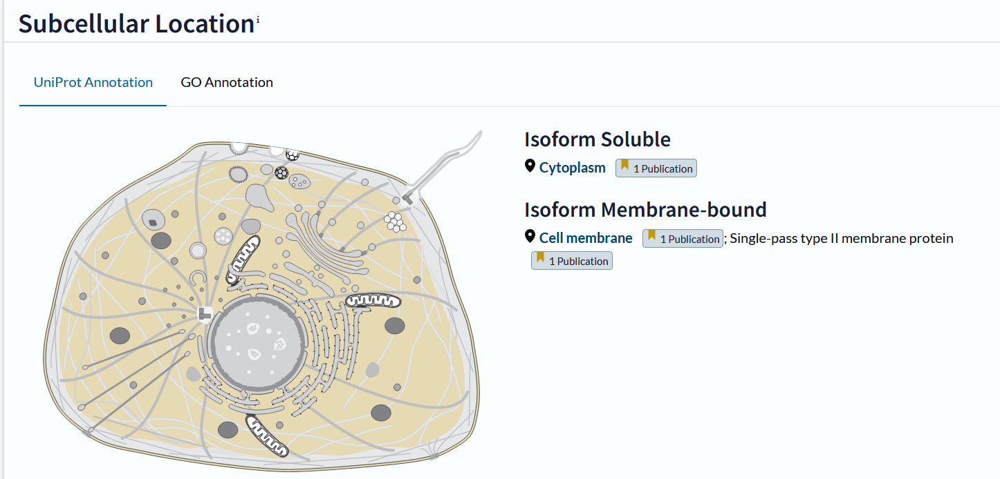 Subcellular Locationⁱ
UniProt Annotation GO Annotation
Isoform Soluble
Cytoplasm 1 Publication
Isoform Membrane-bound
Cell membrane 1 Publication ; Single-pass type II membrane protein
1 Publication